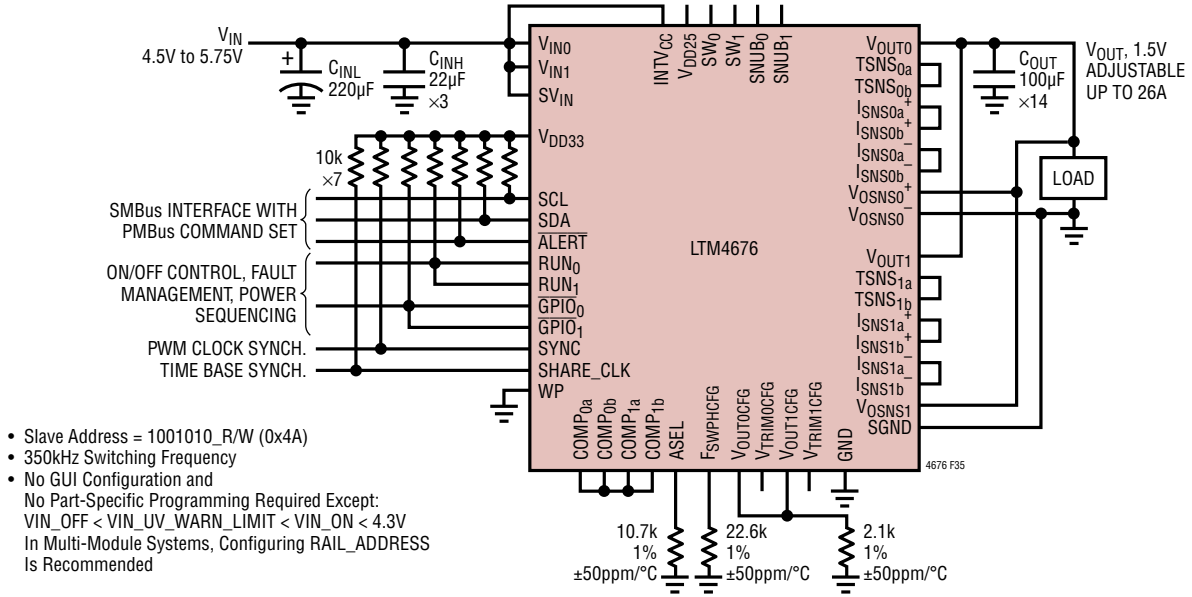 INTVCC
VDD25
SW0
SW1
SNUB0
SNUB1
VIN
4.5V to 5.75V
+
CINL
220µF
CINH
22µF
×3
VIN0
VIN1
SVIN
VDD33
10k
×7
SMBus INTERFACE WITH
PMBus COMMAND SET
ON/OFF CONTROL, FAULT
MANAGEMENT, POWER
SEQUENCING
PWM CLOCK SYNCH.
TIME BASE SYNCH.
SCL
SDA
ALERT
RUN0
RUN1
GPIO0
GPIO1
SYNC
SHARE_CLK
WP
LTM4676
VOUT0
TSNS0a
TSNS0b
ISNS0a+
ISNS0b+
ISNS0a–
ISNS0b–
VOSNS0+
VOSNS0–
VOUT1
TSNS1a
TSNS1b
ISNS1a+
ISNS1b+
ISNS1a–
ISNS1b–
VOSNS1
SGND
COUT
100µF
×14
VOUT, 1.5V
ADJUSTABLE
UP TO 26A
LOAD
COMP0a
COMP0b
COMP1a
COMP1b
ASEL
FSWPHCFG
VOUT0CFG
VTRIM0CFG
VOUT1CFG
VTRIM1CFG
GND
4676 F35
10.7k
1%
±50ppm/°C
22.6k
1%
±50ppm/°C
2.1k
1%
±50ppm/°C
• Slave Address = 1001010_R/W (0x4A)
• 350kHz Switching Frequency
• No GUI Configuration and
No Part-Specific Programming Required Except:
VIN_OFF < VIN_UV_WARN_LIMIT < VIN_ON < 4.3V
In Multi-Module Systems, Configuring RAIL_ADDRESS
Is Recommended